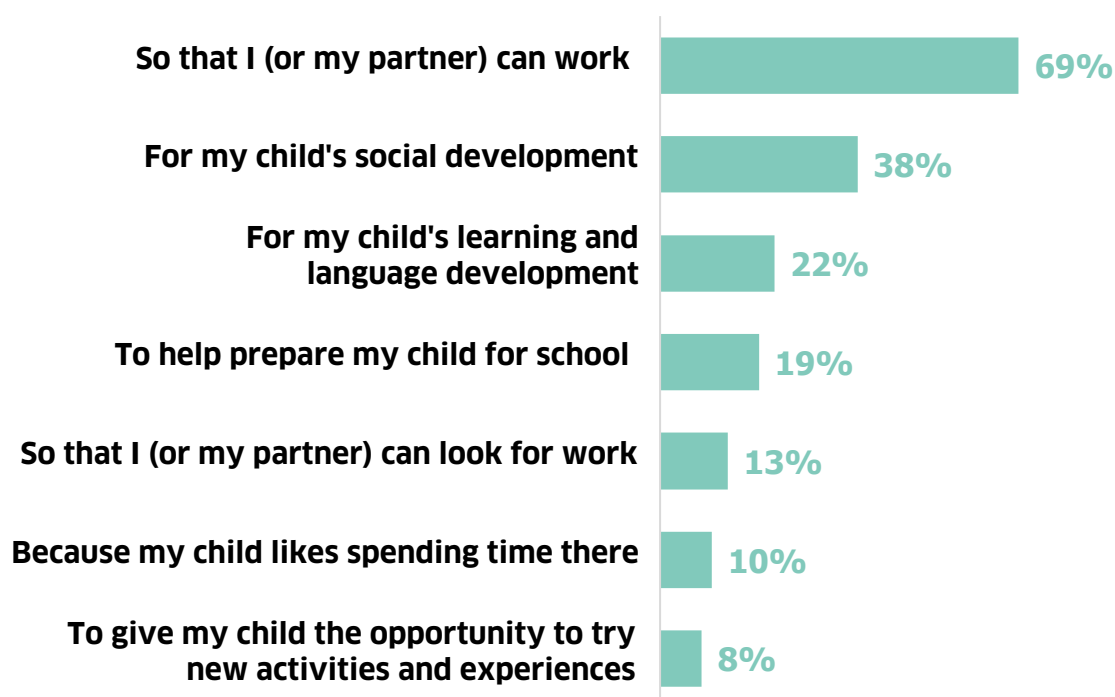 So that I (or my partner) can work
69%
For my child's social development
38%
For my child's learning and
language development
22%
To help prepare my child for school
19%
So that I (or my partner) can look for work
13%
Because my child likes spending time there
10%
To give my child the opportunity to try
new activities and experiences
8%